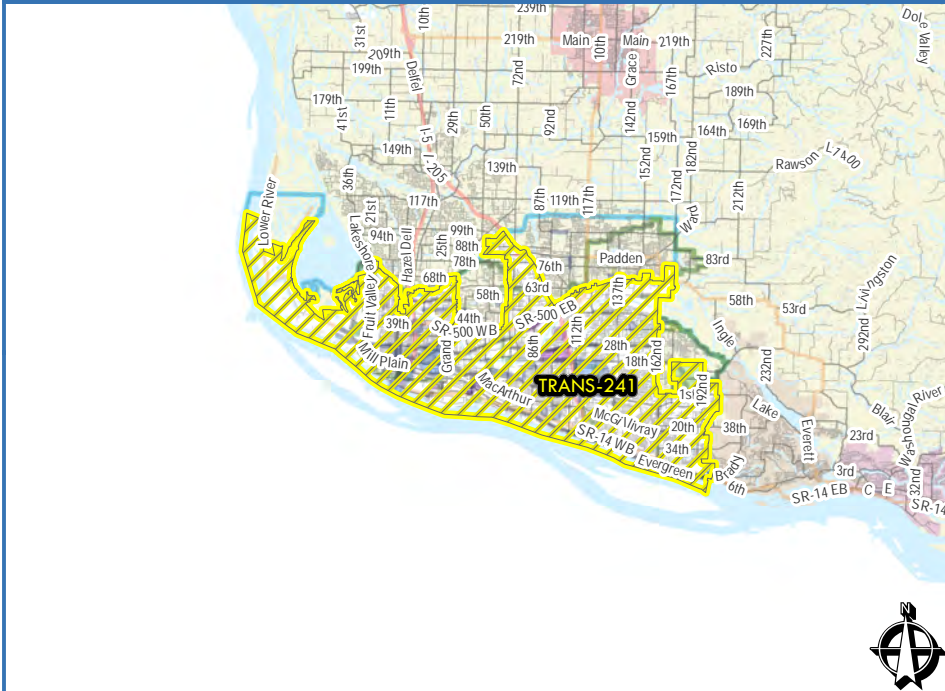 239th
10th
31st
219th
Main
10th
Main
219th
227th
Dole Valley
209th
199th
Delfel
72nd
Grace
167th
Risto
189th
179th
41st
11th
29th
50th
92nd
142nd
169th
164th
159th
I-5
I-205
149th
139th
152nd
182nd
Rawson
L-1400
36th
172nd
212th
117th
87th
119th
117th
21st
Lower River
Lakeshore
94th
Hazel Dell
25th
99th
88th
78th
Ward
76th
Padden
83rd
68th
63rd
58th
137th
58th
53rd
Livingston
Fruit Valley
39th
44th
SR-500 WB
SR-500 EB
112th
Ingle
292nd
Mill Plain
Grand
86th
28th
18th
162nd
232nd
TRANS-241
1st
192nd
MacArthur
Lake
Blair
Washougal River
McGillivray
20th
38th
Everett
23rd
SR-14 WB
34th
Evergreen
Brady
6th
3rd
SR-14 EB
C
E
32nd
SR-14
N